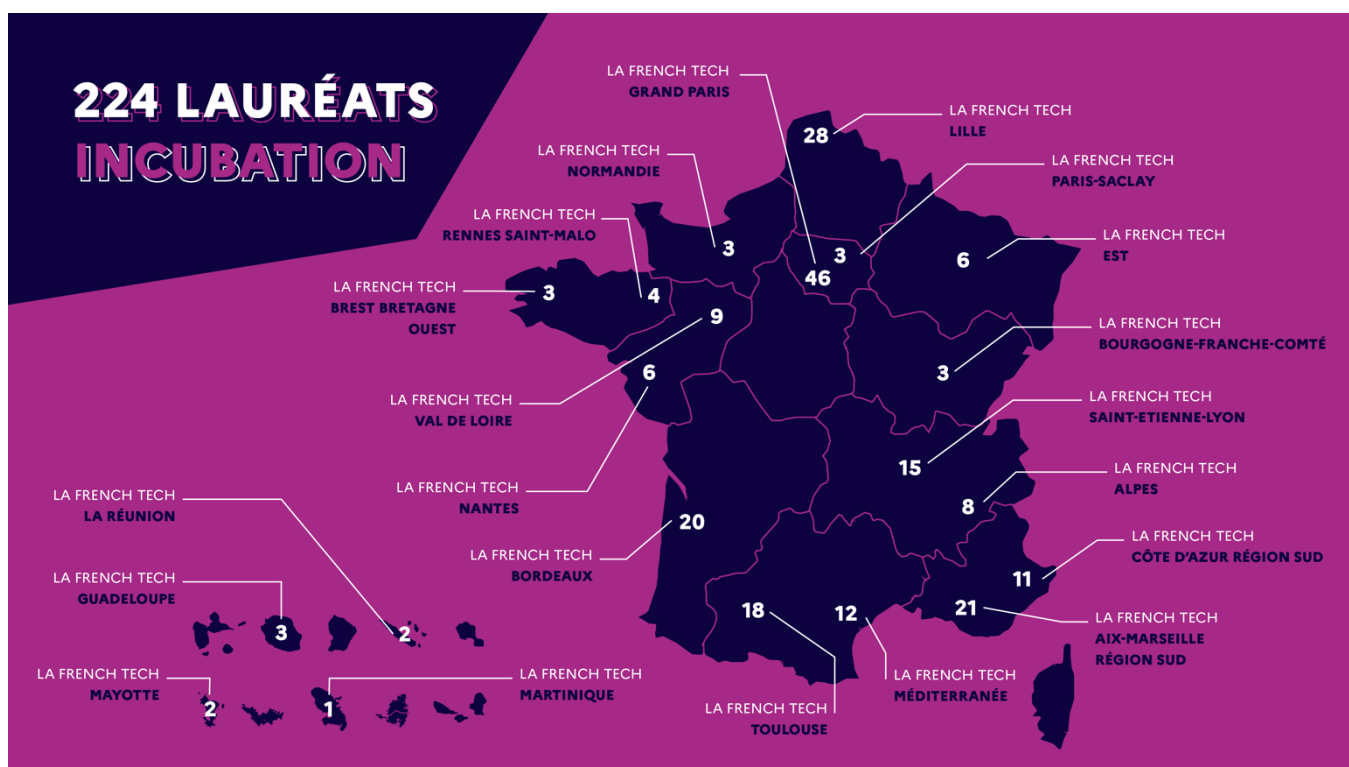 224 LAURÉATS
INCUBATION
LA FRENCH TECH
GRAND PARIS
46
LA FRENCH TECH
LILLE
28
LA FRENCH TECH
NORMANDIE
3
LA FRENCH TECH
PARIS-SACLAY
3
LA FRENCH TECH
RENNES SAINT-MALO
4
LA FRENCH TECH
EST
6
LA FRENCH TECH
BREST BRETAGNE
OUEST
3
LA FRENCH TECH
BOURGOGNE-FRANCHE-COMTÉ
3
LA FRENCH TECH
VAL DE LOIRE
9
LA FRENCH TECH
SAINT-ETIENNE-LYON
15
LA FRENCH TECH
NANTES
6
LA FRENCH TECH
ALPES
8
LA FRENCH TECH
LA RÉUNION
2
LA FRENCH TECH
BORDEAUX
20
LA FRENCH TECH
CÔTE D'AZUR RÉGION SUD
11
LA FRENCH TECH
GUADELOUPE
3
LA FRENCH TECH
AIX-MARSEILLE
RÉGION SUD
21
LA FRENCH TECH
MAYOTTE
2
LA FRENCH TECH
MARTINIQUE
1
LA FRENCH TECH
MÉDITERRANÉE
12
LA FRENCH TECH
TOULOUSE
18